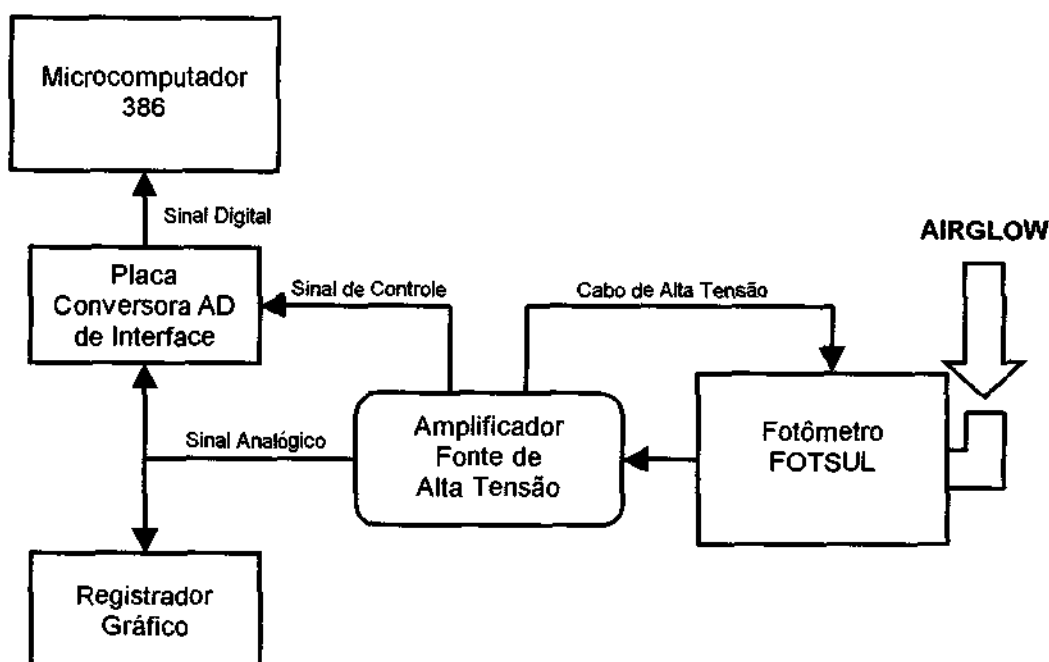 Microcomputador
386
Sinal Digital
AIRGLOW
Placa
Conversora AD
de Interface
Sinal de Controle
Cabo de Alta Tensão
Sinal Analógico
Amplificador
Fonte de
Alta Tensão
Fotômetro
FOTSUL
Registrador
Gráfico